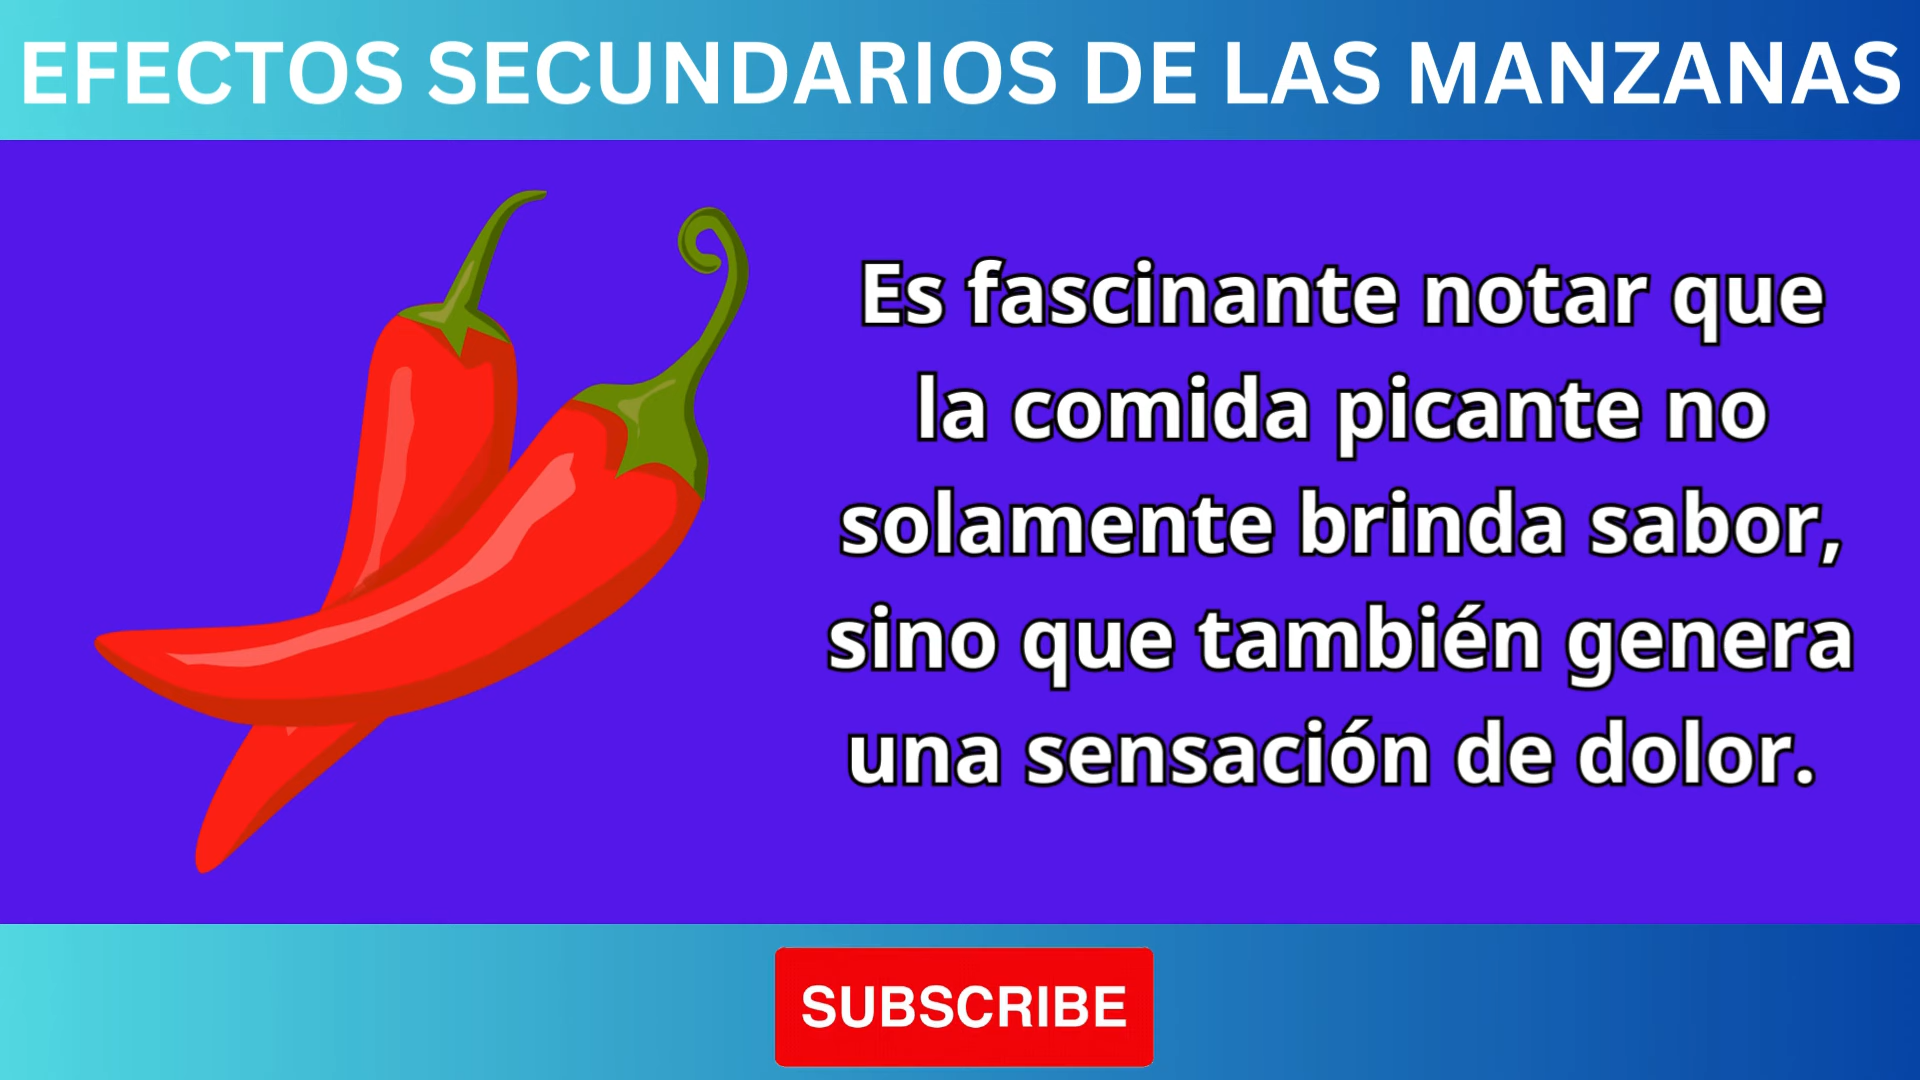 EFECTOS SECUNDARIOS DE LAS MANZANAS
Es fascinante notar que
la comida picante no
solamente brinda sabor,
sino que también genera
una sensación de dolor.
SUBSCRIBE